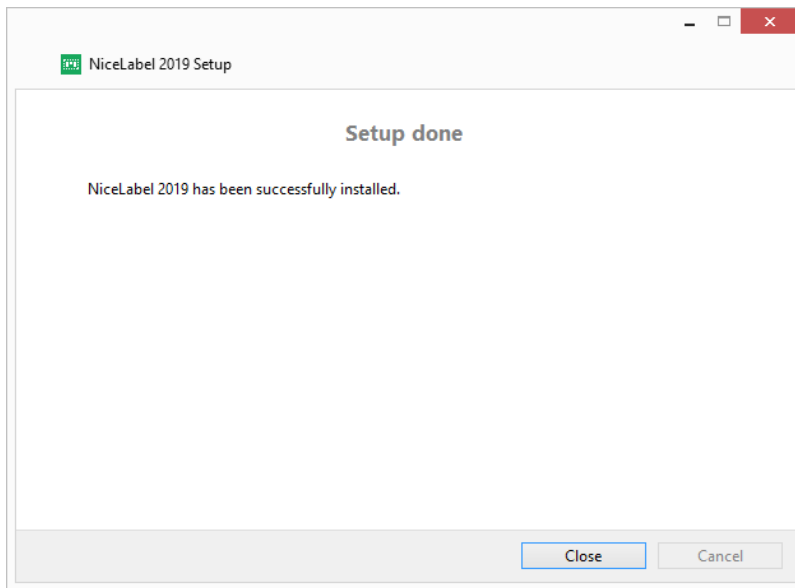 NiceLabel 2019 Setup
Setup done
NiceLabel 2019 has been successfully installed.
Close Cancel